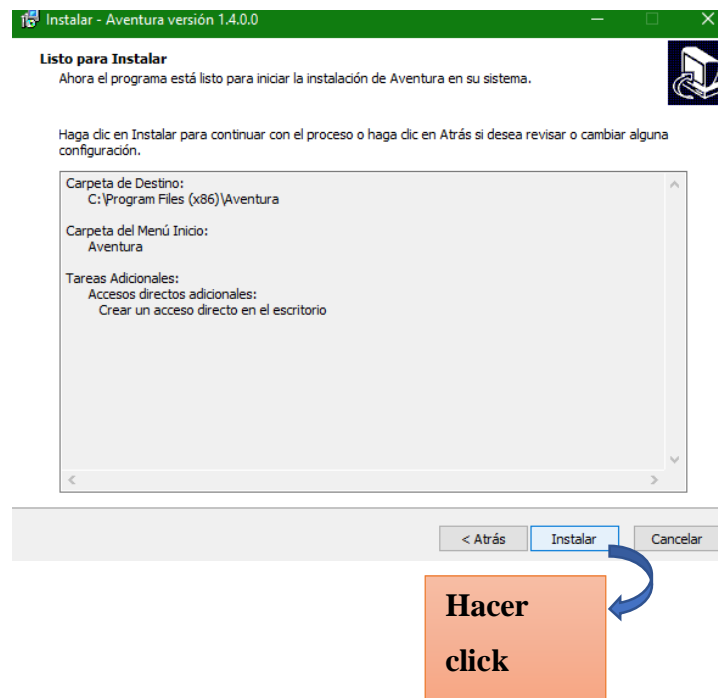 Instalar - Aventura versión 1.4.0.0
Listo para Instalar
Ahora el programa está listo para iniciar la instalación de Aventura en su sistema.
Haga clic en Instalar para continuar con el proceso o haga clic en Atrás si desea revisar o cambiar alguna
configuración.
Carpeta de Destino:
C:\Program Files (x86)\Aventura
Carpeta del Menú Inicio:
Aventura
Tareas Adicionales:
Accesos directos adicionales:
Crear un acceso directo en el escritorio
< Atrás
Instalar
Cancelar
Hacer
click